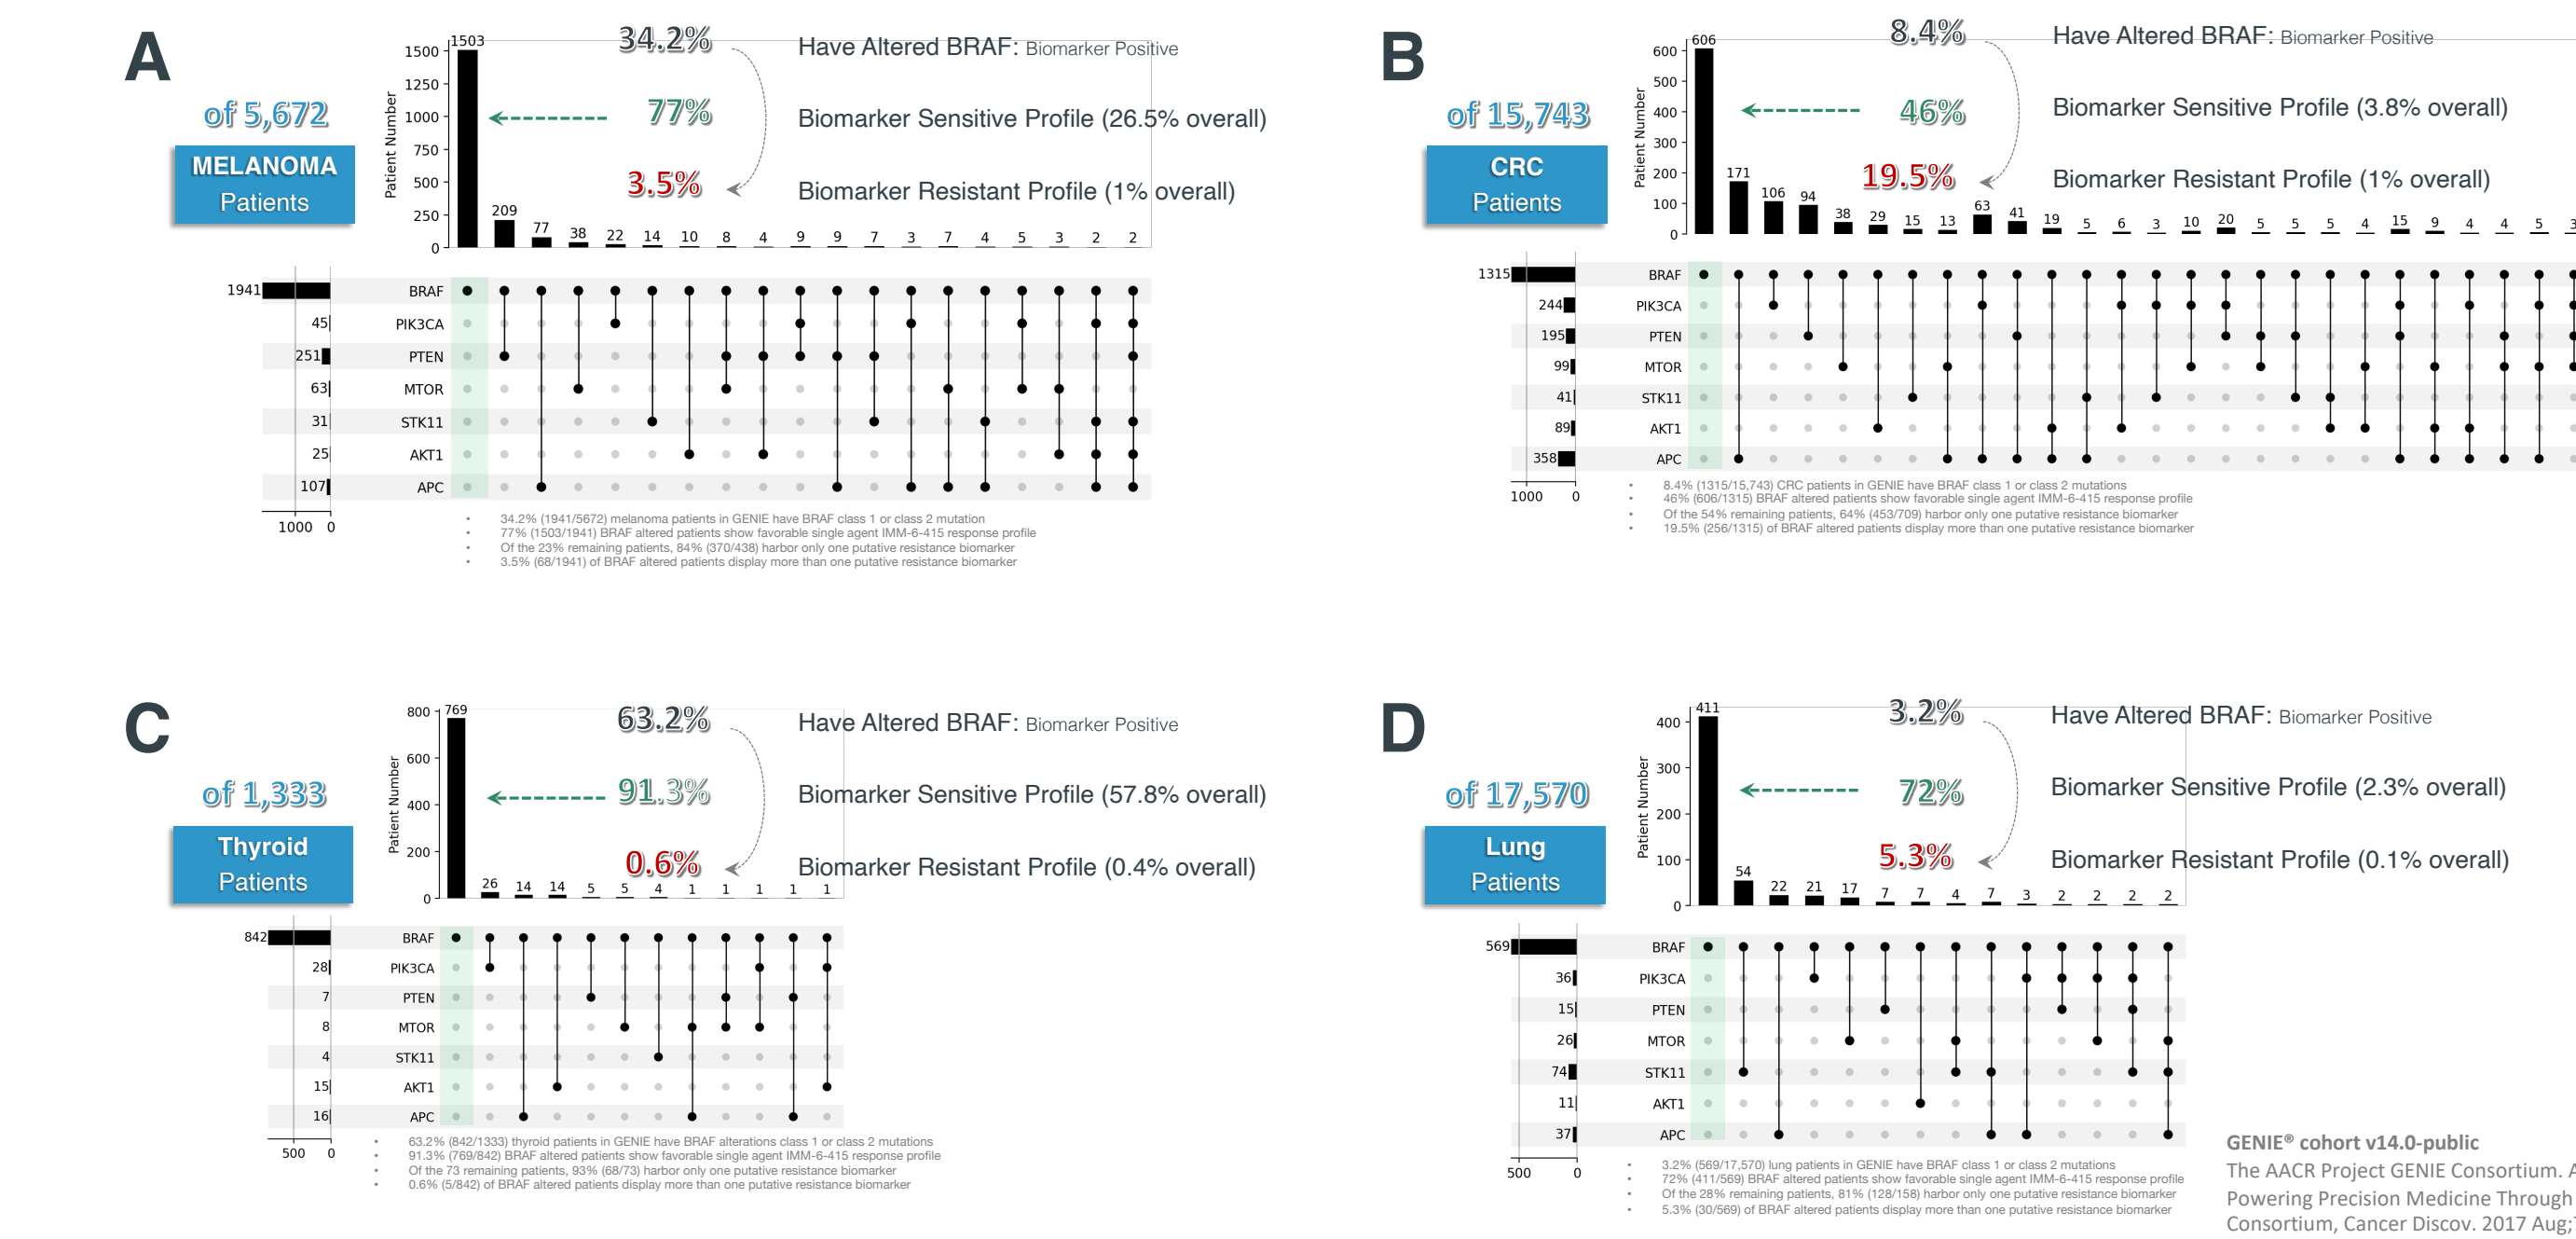 A
of 5,672
MELANOMA
Patients
Patient Number
1500
1250
1000
750
500
250
0
1503
209
77
38
22
14
10
8
4
9
9
7
3
7
4
5
3
2
2
34.2%
Have Altered BRAF: Biomarker Positive
77%
Biomarker Sensitive Profile (26.5% overall)
3.5%
Biomarker Resistant Profile (1% overall)
1941 BRAF
45 PIK3CA
251 PTEN
63 MTOR
31 STK11
25 AKT1
107 APC
1000 0
• 34.2% (1941/5672) melanoma patients in GENIE have BRAF class 1 or class 2 mutation
• 77% (1503/1941) BRAF altered patients show favorable single agent IMM-6-415 response profile
• Of the 23% remaining patients, 84% (370/438) harbor only one putative resistance biomarker
• 3.5% (68/1941) of BRAF altered patients display more than one putative resistance biomarker
B
of 15,743
CRC
Patients
Patient Number
600
500
400
300
200
100
0
606
171
106
94
38
29
15
13
63
41
19
5
6
3
10
20
5
5
5
4
15
9
4
4
5
3
8.4%
Have Altered BRAF: Biomarker Positive
46%
Biomarker Sensitive Profile (3.8% overall)
19.5%
Biomarker Resistant Profile (1% overall)
1315 BRAF
244 PIK3CA
195 PTEN
99 MTOR
41 STK11
89 AKT1
358 APC
1000 0
• 8.4% (1315/15,743) CRC patients in GENIE have BRAF class 1 or class 2 mutations
• 46% (606/1315) BRAF altered patients show favorable single agent IMM-6-415 response profile
• Of the 54% remaining patients, 64% (453/709) harbor only one putative resistance biomarker
• 19.5% (256/1315) of BRAF altered patients display more than one putative resistance biomarker
C
of 1,333
Thyroid
Patients
Patient Number
800
600
400
200
0
769
26
14
14
5
5
4
1
1
1
1
1
63.2%
Have Altered BRAF: Biomarker Positive
91.3%
Biomarker Sensitive Profile (57.8% overall)
0.6%
Biomarker Resistant Profile (0.4% overall)
842 BRAF
28 PIK3CA
7 PTEN
8 MTOR
4 STK11
15 AKT1
16 APC
500 0
• 63.2% (842/1333) thyroid patients in GENIE have BRAF alterations class 1 or class 2 mutations
• 91.3% (769/842) BRAF altered patients show favorable single agent IMM-6-415 response profile
• Of the 73 remaining patients, 93% (68/73) harbor only one putative resistance biomarker
• 0.6% (5/842) of BRAF altered patients display more than one putative resistance biomarker
D
of 17,570
Lung
Patients
Patient Number
400
300
200
100
0
411
54
22
21
17
7
7
4
7
3
2
2
2
2
3.2%
Have Altered BRAF: Biomarker Positive
72%
Biomarker Sensitive Profile (2.3% overall)
5.3%
Biomarker Resistant Profile (0.1% overall)
569 BRAF
36 PIK3CA
15 PTEN
26 MTOR
74 STK11
11 AKT1
37 APC
500 0
• 3.2% (569/17,570) lung patients in GENIE have BRAF class 1 or class 2 mutations
• 72% (411/569) BRAF altered patients show favorable single agent IMM-6-415 response profile
• Of the 28% remaining patients, 81% (128/158) harbor only one putative resistance biomarker
• 5.3% (30/569) of BRAF altered patients display more than one putative resistance biomarker
GENIE® cohort v14.0-public
The AACR Project GENIE Consortium.
Powering Precision Medicine Through
Consortium, Cancer Discov. 2017 Aug;